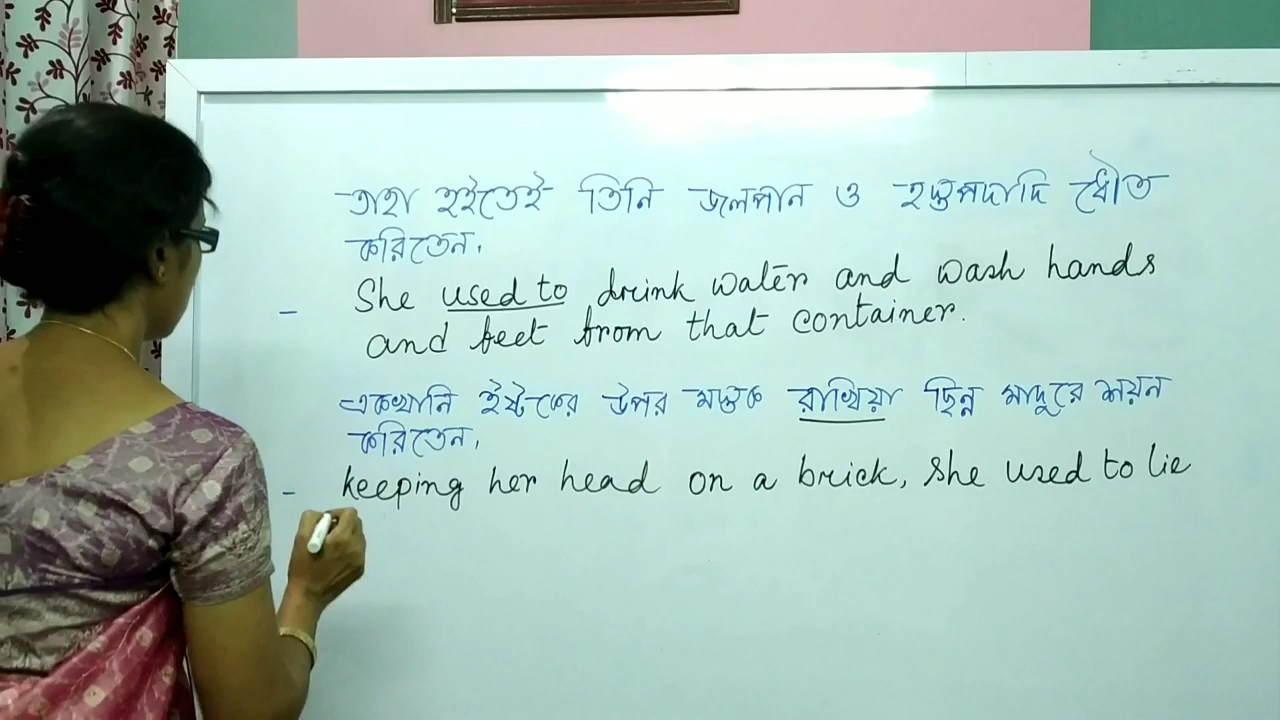 তাহা হইতেই তিনি জলপান ও হস্তপদাদি ধৌত
করিতেন.
- She used to drink water and wash hands
and feet from that container.
একখানি ইষ্টকের উপর মস্তক রাখিয়া ছিন্ন মাদুরে শয়ন
করিতেন.
- keeping her head on a brick, she used to lie